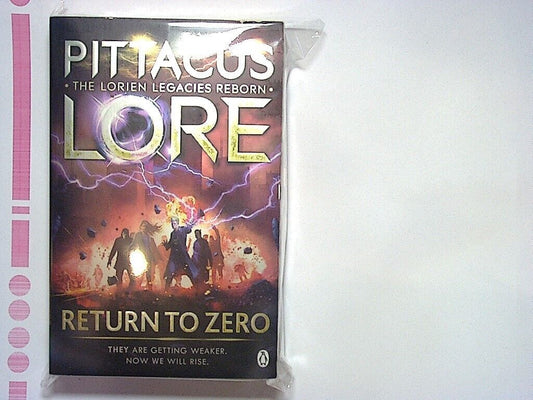 PITTACUS
• THE LORIEN LEGACIES REBORN •
LORE
RETURN TO ZERO
THEY ARE GETTING WEAKER.
NOW WE WILL RISE.